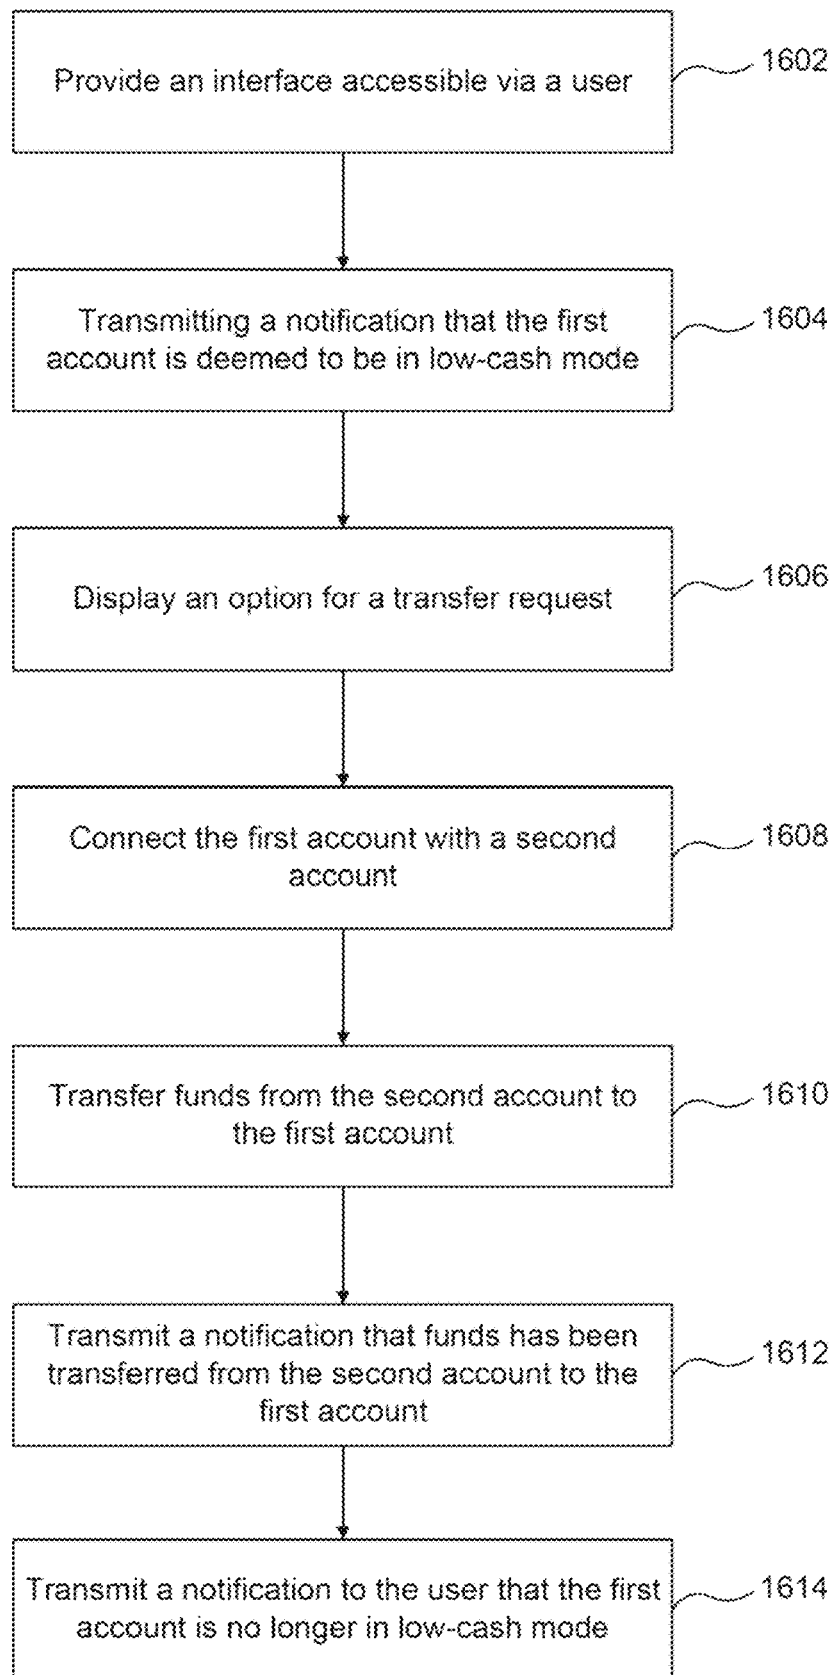 Provide an interface accessible via a user
1602
Transmitting a notification that the first
account is deemed to be in low-cash mode
1604
Display an option for a transfer request
1606
Connect the first account with a second
account
1608
Transfer funds from the second account to
the first account
1610
Transmit a notification that funds has been
transferred from the second account to the
first account
1612
Transmit a notification to the user that the first
account is no longer in low-cash mode
1614